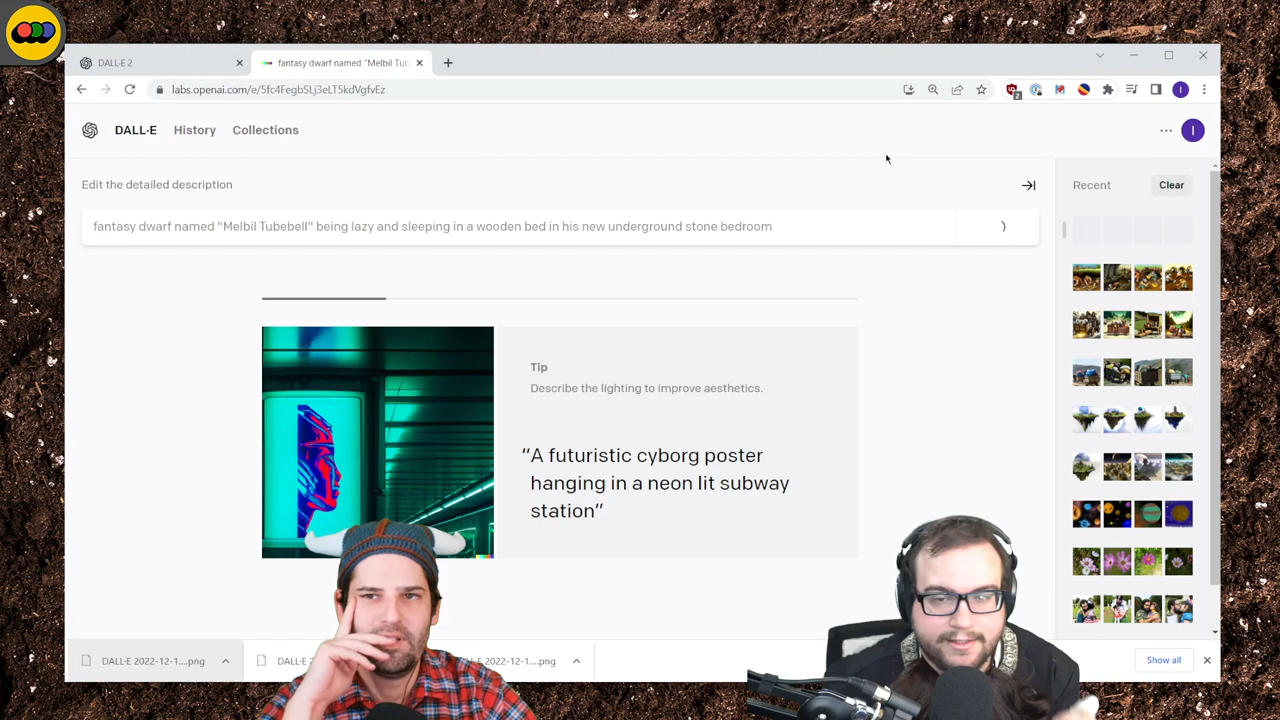 DALL·E 2
fantasy dwarf named "Melbil Tub
labs.openai.com/e/5fc4FegbSLj3eLT5kdVgfvEz
2
I
DALL·E
History
Collections
I
Edit the detailed description
Recent
Clear
fantasy dwarf named "Melbil Tubebell" being lazy and sleeping in a wooden bed in his new underground stone bedroom
Tip
Describe the lighting to improve aesthetics.
"A futuristic cyborg poster
hanging in a neon lit subway
station"
DALL·E 2022-12-1....png
DALL·E 2
E 2022-12-1....png
Show all